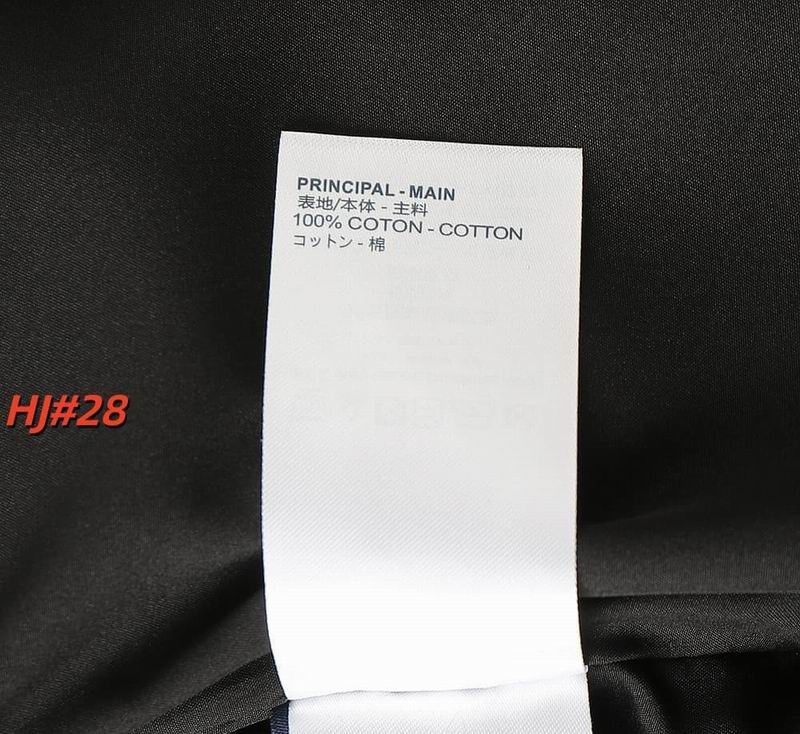 PRINCIPAL - MAIN
表地/本体 - 主料
100% COTON - COTTON
コットン - 棉
HJ#28